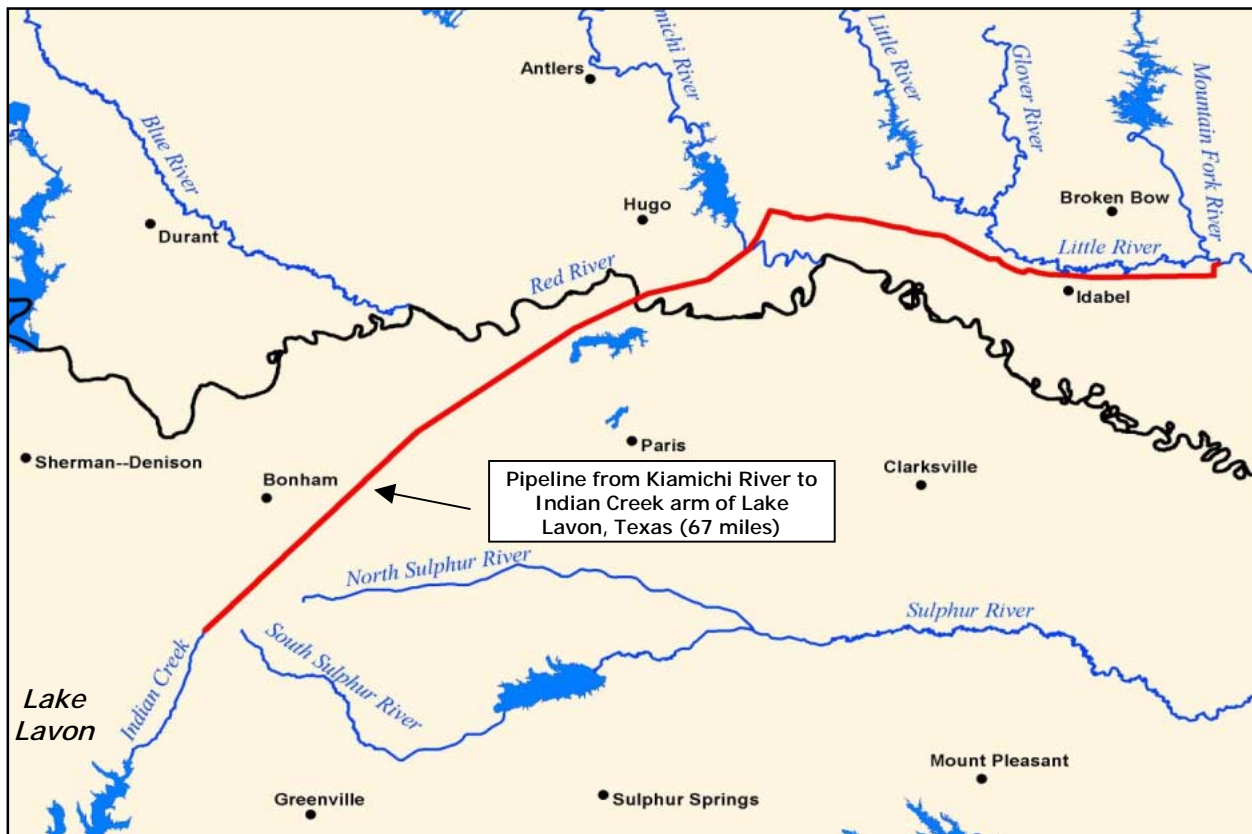 Antlers
michi River
Little River
Glover River
Mountain Fork River
Blue River
Durant
Hugo
Broken Bow
Red River
Little River
Idabel
Sherman--Denison
Bonham
Paris
Clarksville
Pipeline from Kiamichi River to
Indian Creek arm of Lake
Lavon, Texas (67 miles)
North Sulphur River
Sulphur River
South Sulphur River
Indian Creek
Lake
Lavon
Mount Pleasant
Greenville
Sulphur Springs